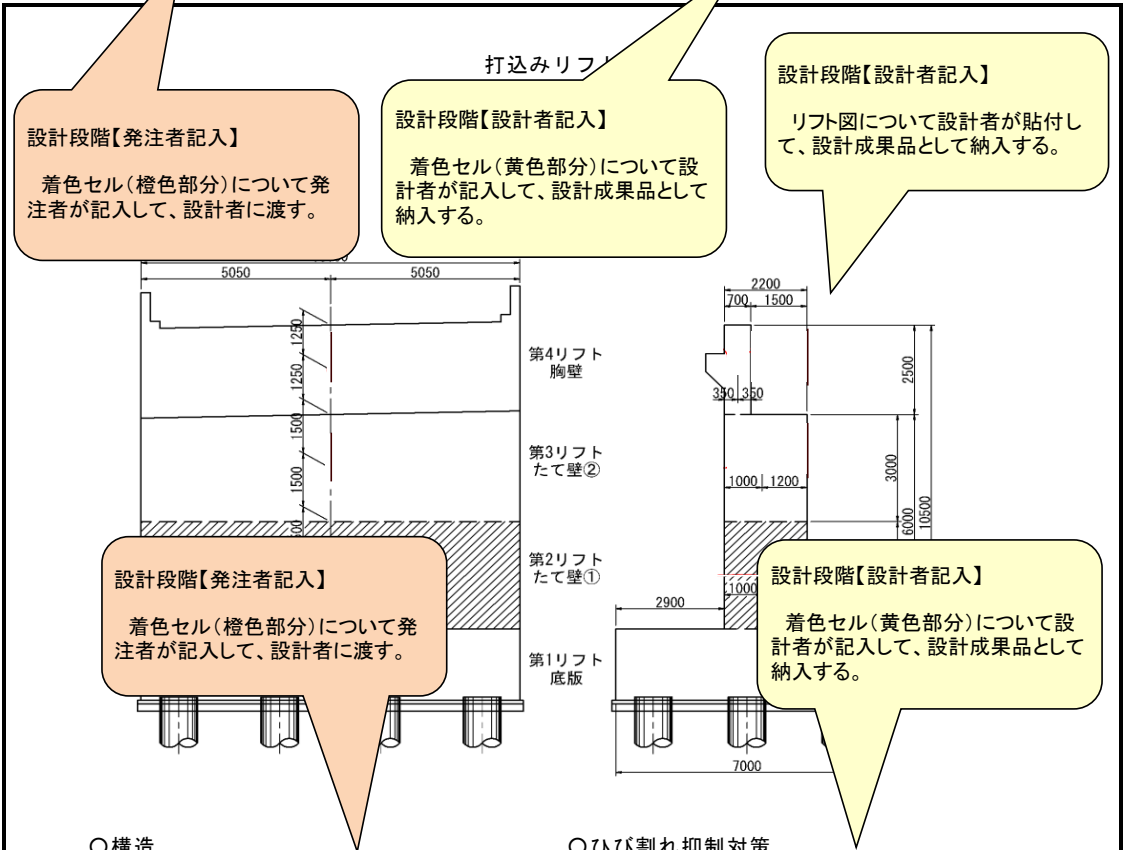 打込みリフト
設計段階【発注者記入】
着色セル（橙色部分）について発
注者が記入して、設計者に渡す。
設計段階【設計者記入】
着色セル（黄色部分）について設
計者が記入して、設計成果品として
納入する。
設計段階【設計者記入】
リフト図について設計者が貼付し
て、設計成果品として納入する。
5050
5050
1250
1250
1500
1500
第4リフト
胸壁
第3リフト
たて壁②
第2リフト
たて壁①
第1リフト
底版
2200
700
1500
350
350
2500
3000
1000
1200
6000
10500
1000
2900
7000
設計段階【発注者記入】
着色セル（橙色部分）について発
注者が記入して、設計者に渡す。
設計段階【設計者記入】
着色セル（黄色部分）について設
計者が記入して、設計成果品として
納入する。
〇構造
〇ひび割れ抑制対策